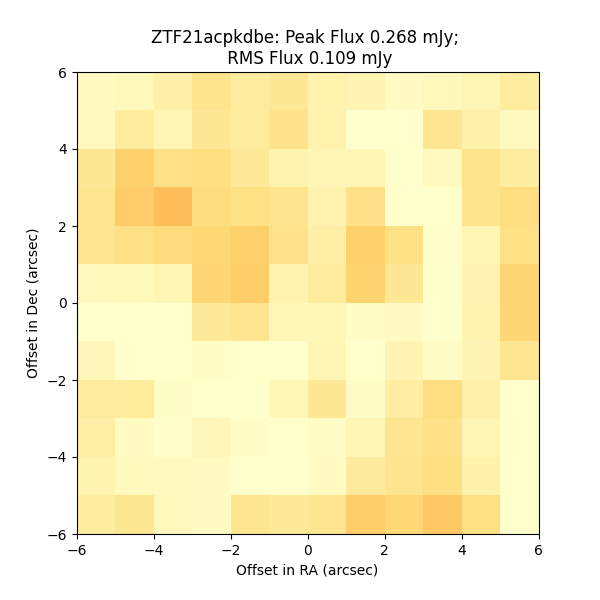 ZTF21acpkdbe: Peak Flux 0.268 mJy;
RMS Flux 0.109 mJy
6
4
2
0
−2
−4
−6
Offset in Dec (arcsec)
−6 −4 −2 0 2 4 6
Offset in RA (arcsec)